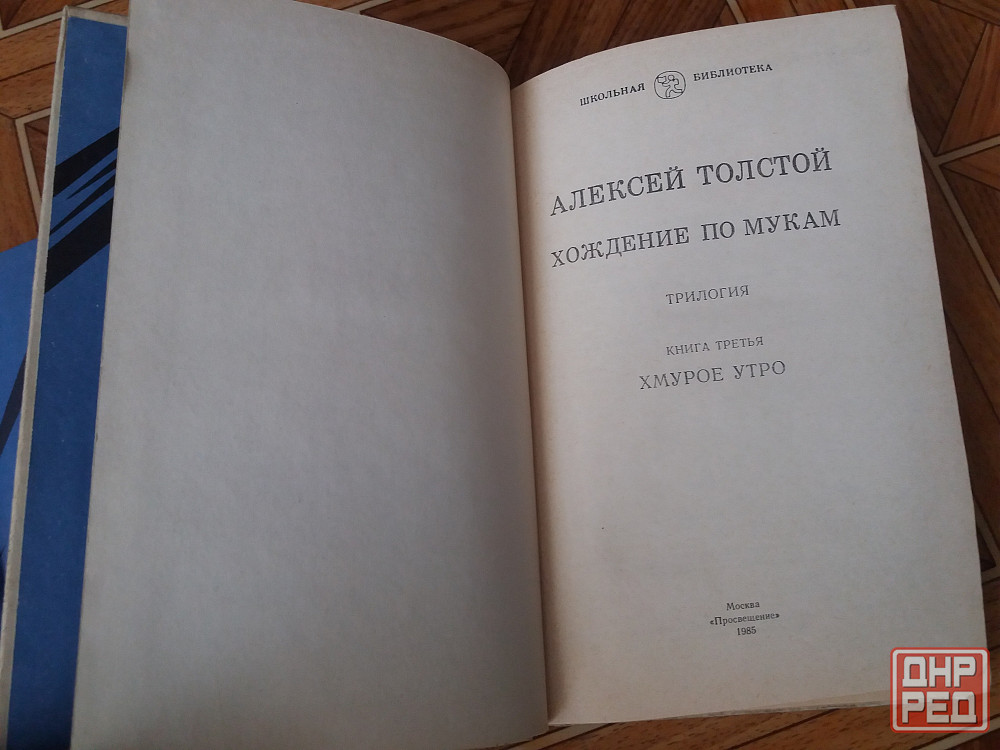 ШКОЛЬНАЯ БИБЛИОТЕКА
АЛЕКСЕЙ ТОЛСТОЙ
ХОЖДЕНИЕ ПО МУКАМ
ТРИЛОГИЯ
КНИГА ТРЕТЬЯ
ХМУРОЕ УТРО
Москва
«Просвещение»
1985
ДНР
РЕД